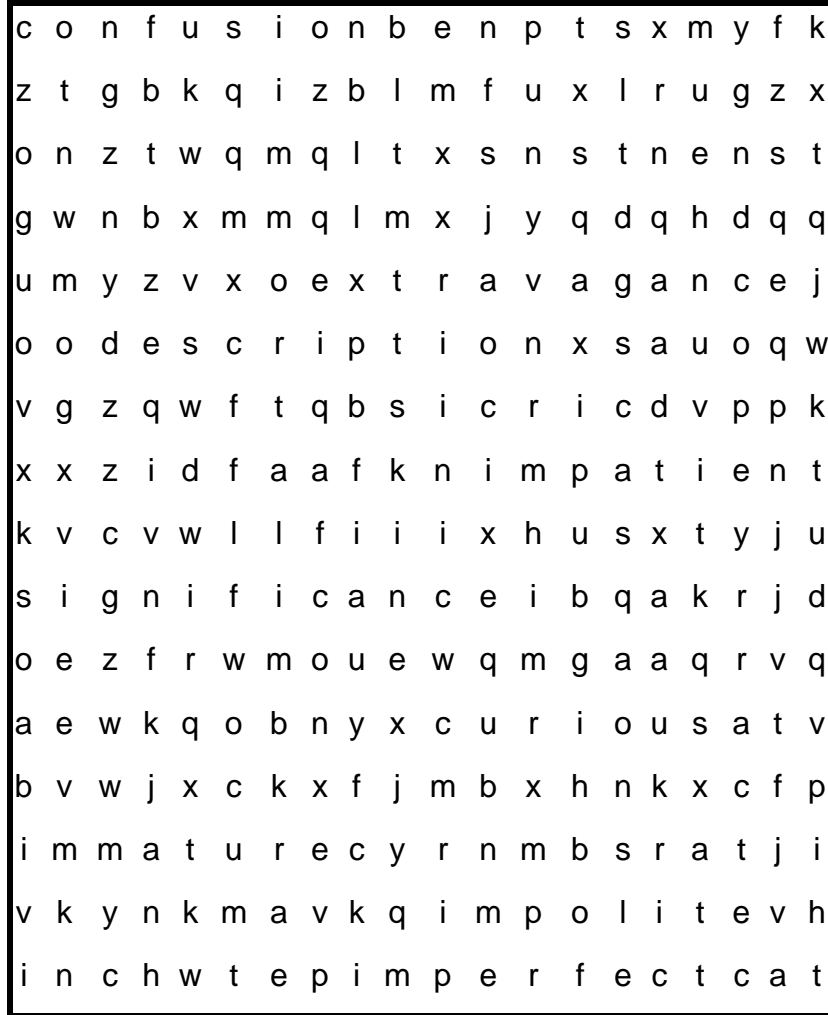 c o n f u s i o n b e n p t s x m y f k
z t g b k q i z b l m f u x l r u g z x
o n z t w q m q l t x s n s t n e n s t
g w n b x m m q l m x j y q d q h d q q
u m y z v x o e x t r a v a g a n c e j
o o d e s c r i p t i o n x s a u o q w
v g z q w f t q b s i c r i c d v p p k
x x z i d f a a f k n i m p a t i e n t
k v c v w l l f i i i x h u s x t y j u
s i g n i f i c a n c e i b q a k r j d
o e z f r w m o u e w q m g a a q r v q
a e w k q o b n y x c u r i o u s a t v
b v w j x c k x f j m b x h n k x c f p
i m m a t u r e c y r n m b s r a t j i
v k y n k m a v k q i m p o l i t e v h
i n c h w t e p i m p e r f e c t c a t